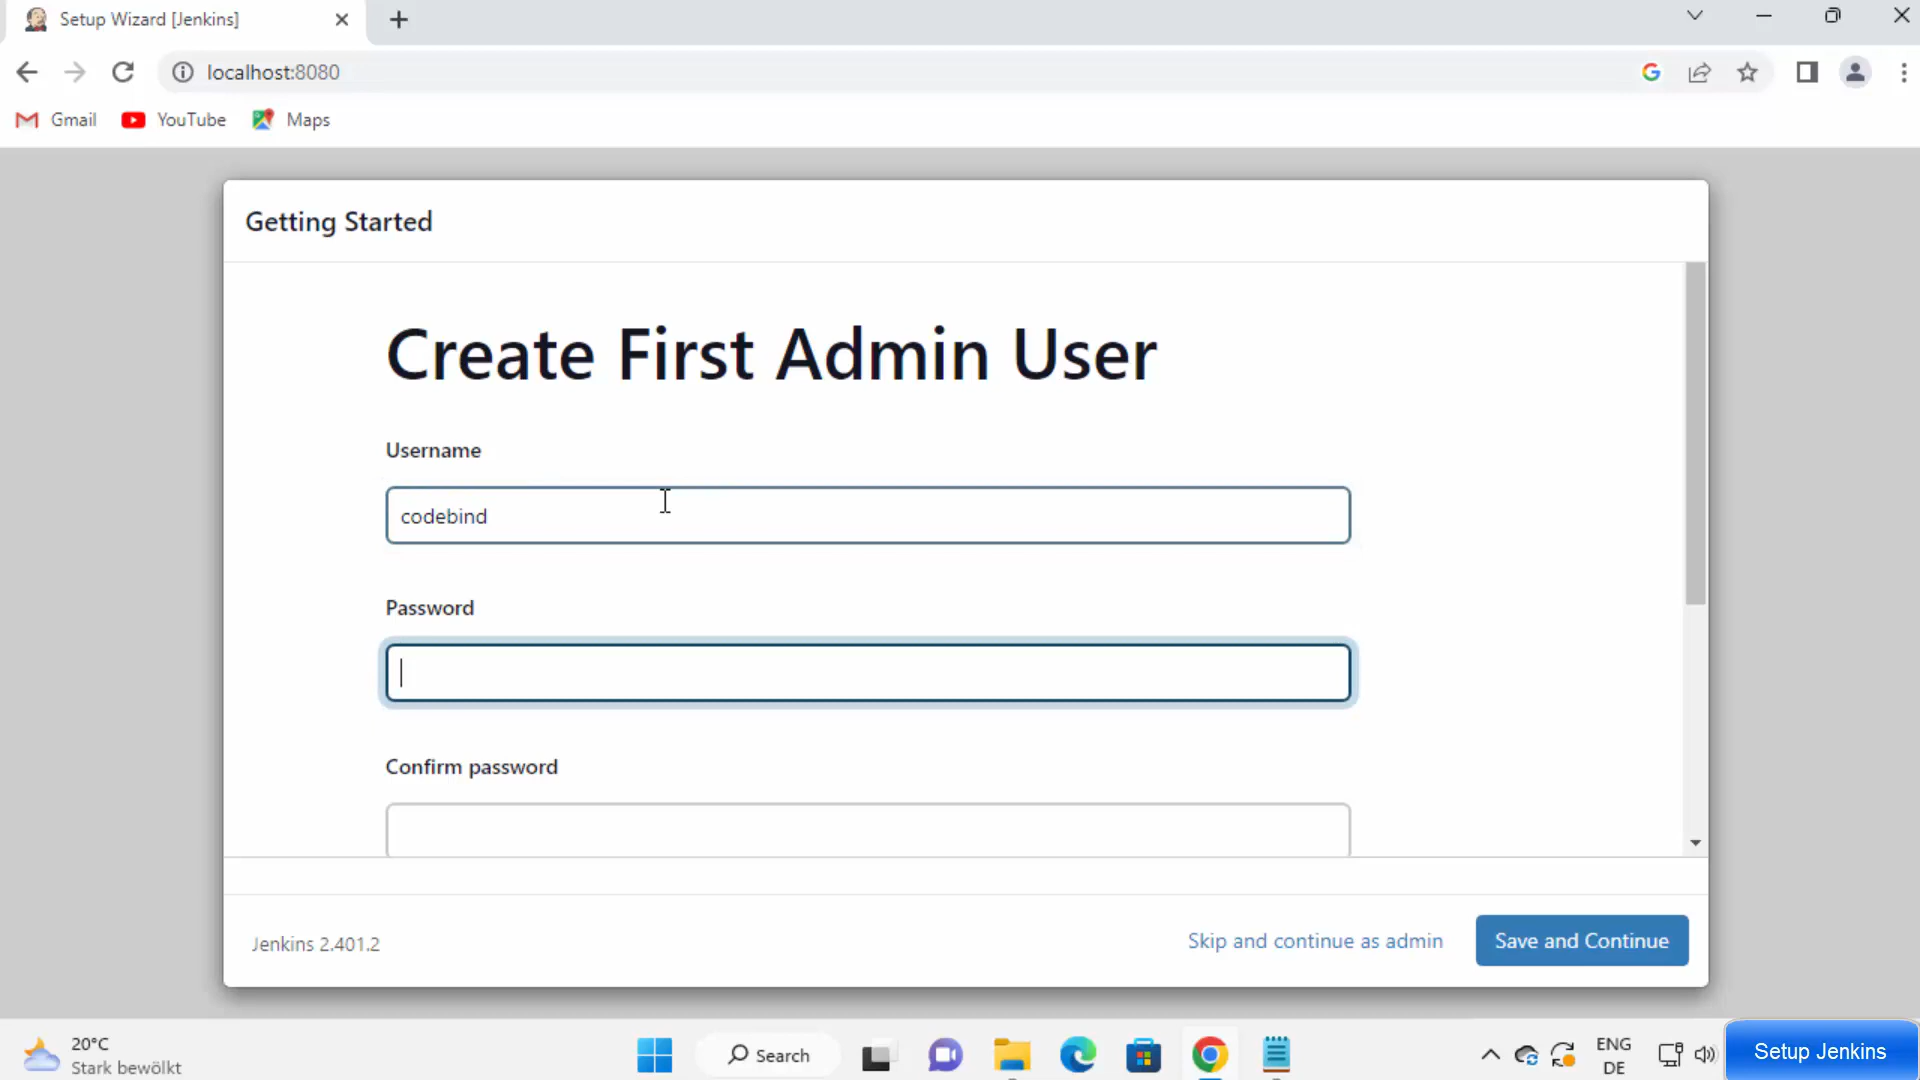 Setup Wizard [Jenkins]
localhost:8080
Gmail
YouTube
Maps
Getting Started
Create First Admin User
Username
codebind
Password
Confirm password
Jenkins 2.401.2
Skip and continue as admin
Save and Continue
20°C
Stark bewölkt
Search
ENG
DE
Setup Jenkins